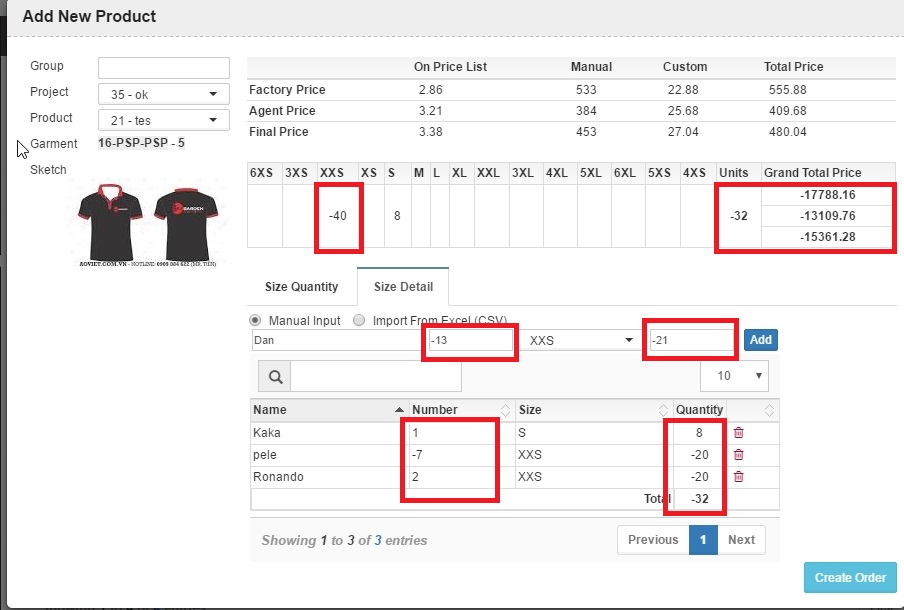 Add New Product
Group
Project 35 - ok
Product 21 - tes
Garment 16-PSP-PSP - 5
Sketch
GARDEN
AOVIET.COM.VN - HOTLINE: 0909 884 622 (MR. TIEN)
On Price List Manual Custom Total Price
Factory Price 2.86 533 22.88 555.88
Agent Price 3.21 384 25.68 409.68
Final Price 3.38 453 27.04 480.04
6XS 3XS XXS XS S M L XL XXL 3XL 4XL 5XL 6XL 5XS 4XS Units Grand Total Price
-17788.16
-40 8 -32 -13109.76
-15361.28
Size Quantity Size Detail
Manual Input Import From Excel (CSV)
Dan -13 XXS -21 Add
10
Name Number Size Quantity
Kaka 1 S 8
pele -7 XXS -20
Ronando 2 XXS -20
Total -32
Showing 1 to 3 of 3 entries
Previous 1 Next
Create Order